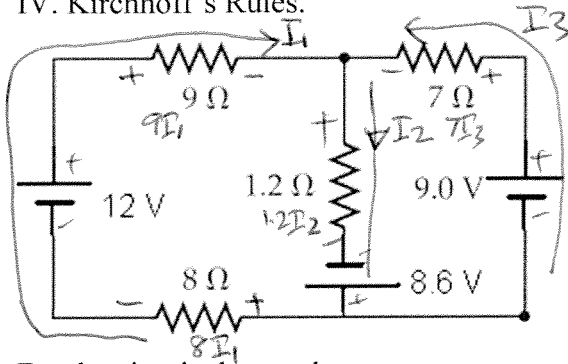 IV. Kirchhoff's Rules.
I₁
I3
+ − − +
9 Ω
7 Ω
9I₁
+
I₂
7I₃
+
12 V
−
1.2 Ω
1.2I₂
−
9.0 V
+
−
8.6 V
+
8 Ω
− +
8I₁